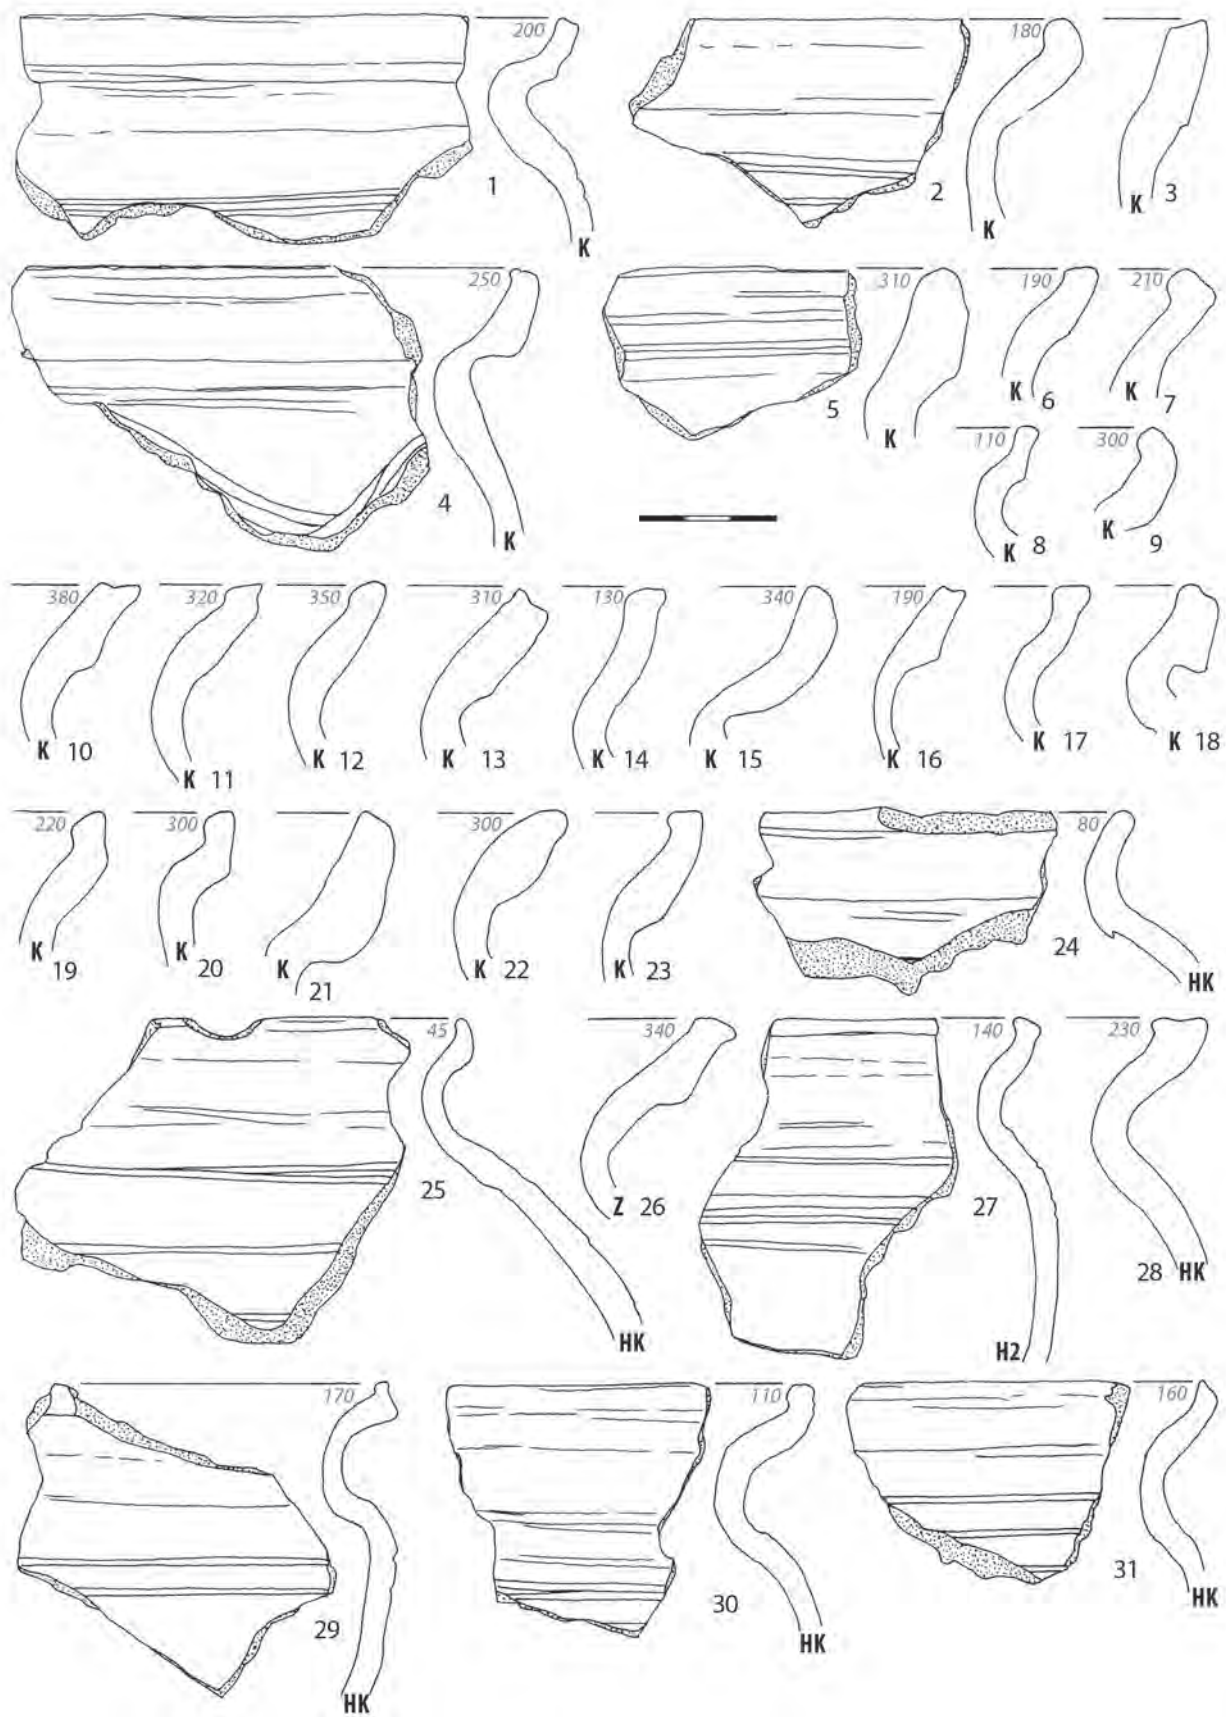 200 180
1 K 2 K K 3
250 310 190 210
4 K 5 K K 6 K 7
110 300
K 8 K 9
380 320 350 310 130 340 190
K 10 K 11 K 12 K 13 K 14 K 15 K 16 K 17 K 18
220 300 300 80
K 19 K 20 K 21 K 22 K 23 24 HK
45 340 140 230
25 HK Z 26 27 H2 28 HK
170 110 160
29 HK 30 HK 31 HK